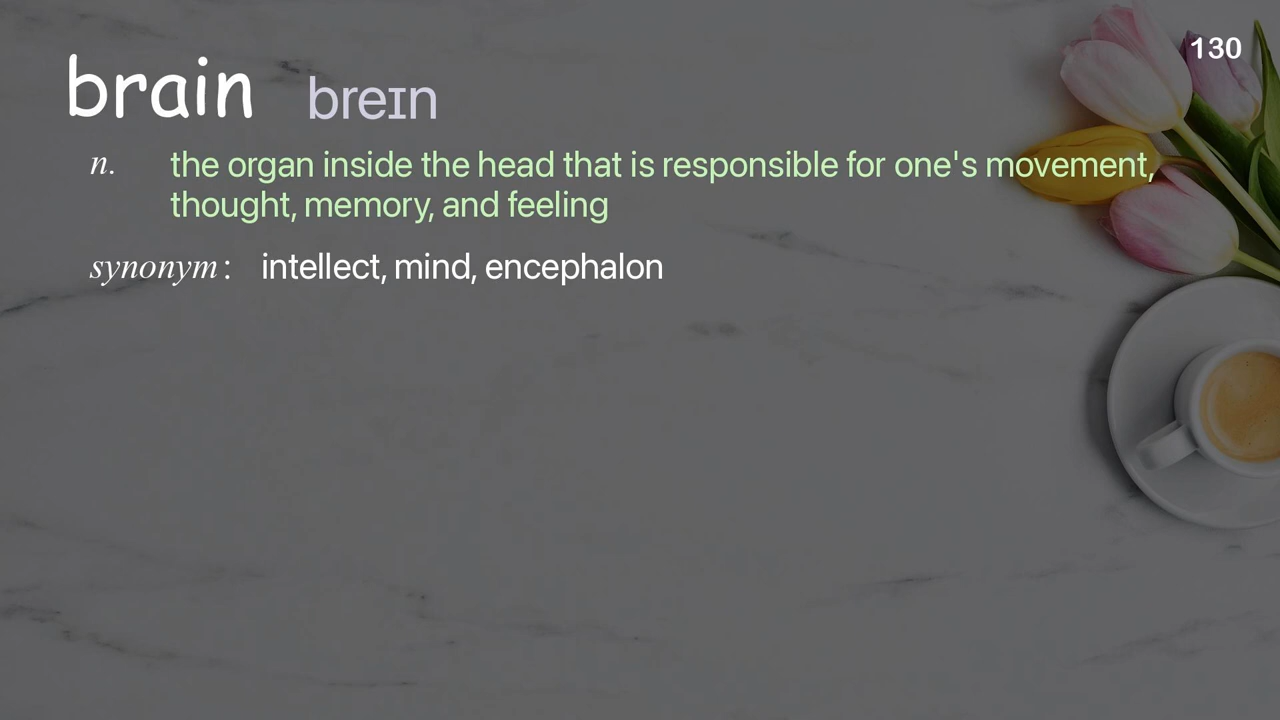 130
brain breɪn
n. the organ inside the head that is responsible for one's movement,
thought, memory, and feeling
synonym: intellect, mind, encephalon